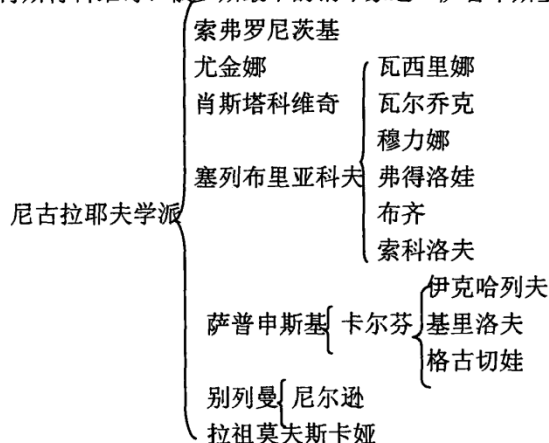 索弗罗尼茨基
尤金娜 瓦西里娜
肖斯塔科维奇 瓦尔乔克
穆力娜
塞列布里亚科夫 弗得洛娃
尼古拉耶夫学派 布齐
索科洛夫
伊克哈列夫
萨普申斯基 卡尔芬 基里洛夫
格古切娃
别列曼 尼尔逊
拉祖莫夫斯卡娅